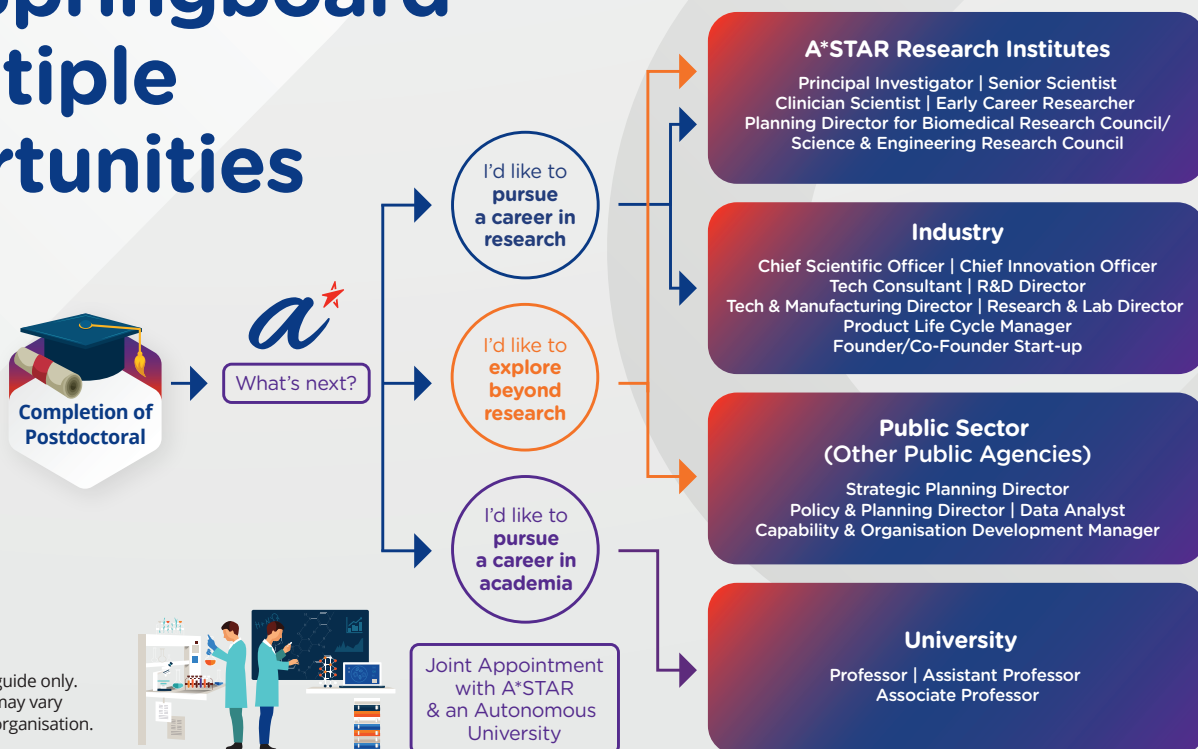 springboard
tiple
rtunities
Completion of
Postdoctoral
a*
What's next?
I'd like to
pursue
a career in
research
I'd like to
explore
beyond
research
I'd like to
pursue
a career in
academia
Joint Appointment
with A*STAR
& an Autonomous
University
A*STAR Research Institutes
Principal Investigator | Senior Scientist
Clinician Scientist | Early Career Researcher
Planning Director for Biomedical Research Council/
Science & Engineering Research Council
Industry
Chief Scientific Officer | Chief Innovation Officer
Tech Consultant | R&D Director
Tech & Manufacturing Director | Research & Lab Director
Product Life Cycle Manager
Founder/Co-Founder Start-up
Public Sector
(Other Public Agencies)
Strategic Planning Director
Policy & Planning Director | Data Analyst
Capability & Organisation Development Manager
University
Professor | Assistant Professor
Associate Professor
guide only.
may vary
organisation.